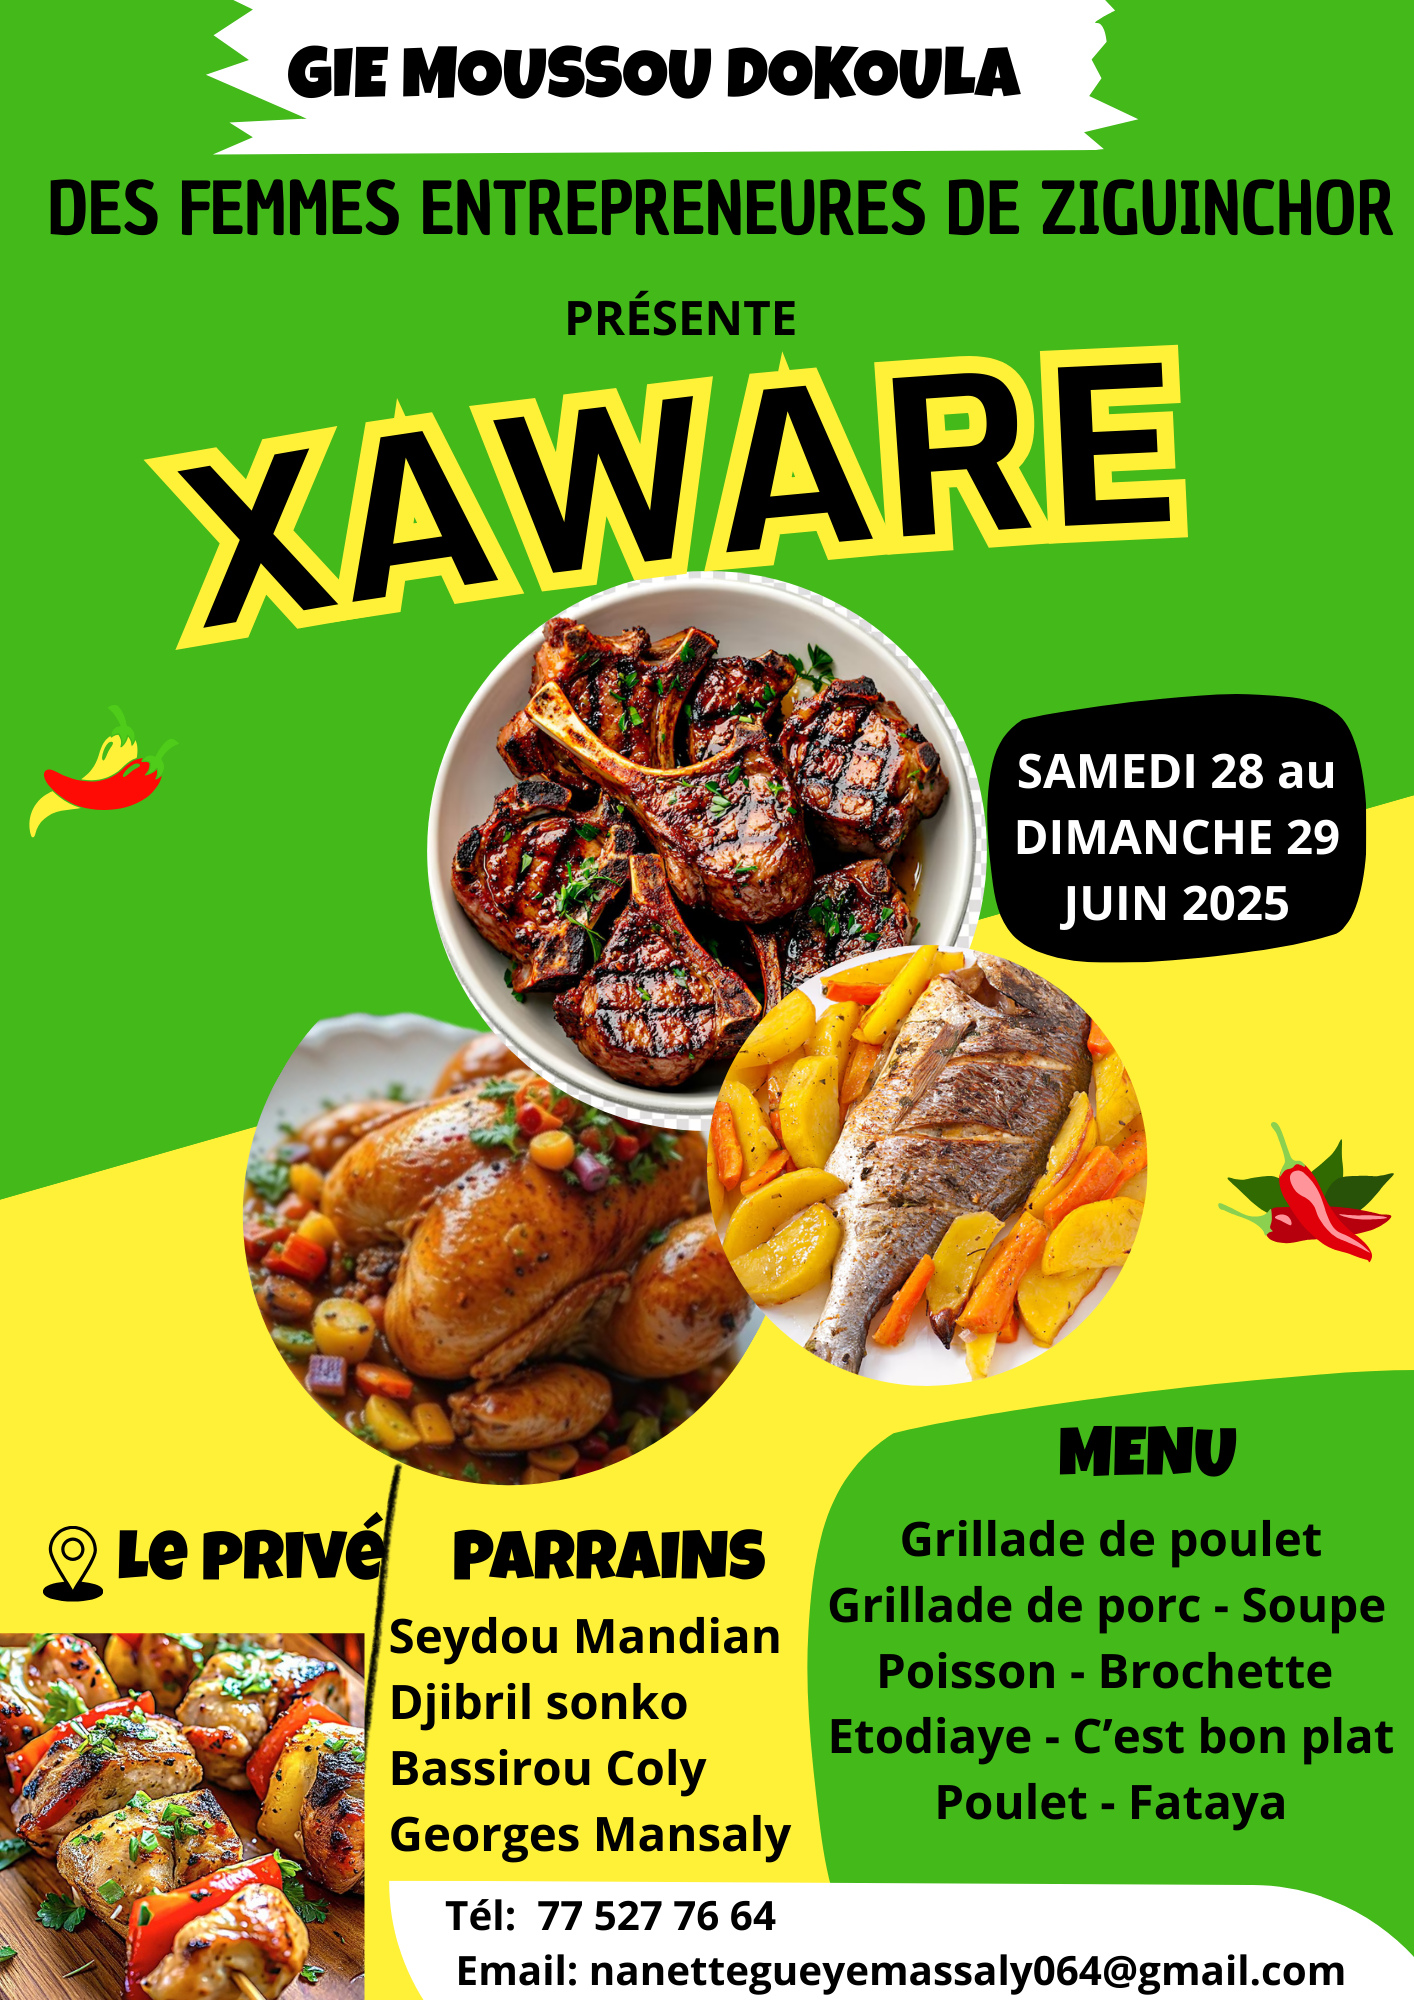 GIE MOUSSOU DOKOULA
DES FEMMES ENTREPRENEURES DE ZIGUINCHOR
PRÉSENTE
XAWARE
SAMEDI 28 au
DIMANCHE 29
JUIN 2025
Le PRIVé
PARRAINS
Seydou Mandian
Djibril sonko
Bassirou Coly
Georges Mansaly
MENU
Grillade de poulet
Grillade de porc - Soupe
Poisson - Brochette
Etodiaye - C’est bon plat
Poulet - Fataya
Tél: 77 527 76 64
Email: nanettegueyemassaly064@gmail.com